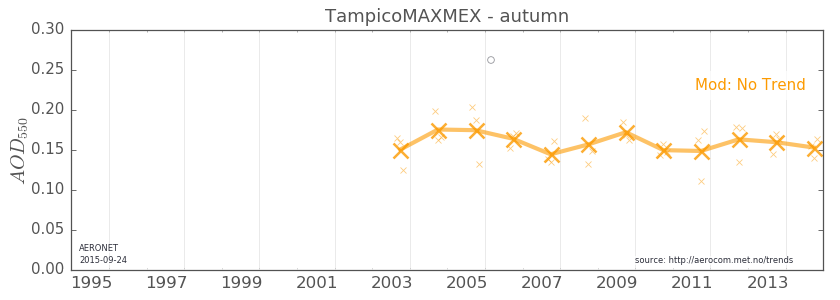 TampicoMAXMEX - autumn
0.30
0.25
0.20
0.15
0.10
0.05
0.00
AOD550
Mod: No Trend
AERONET
2015-09-24
source: http://aerocom.met.no/trends
1995 1997 1999 2001 2003 2005 2007 2009 2011 2013